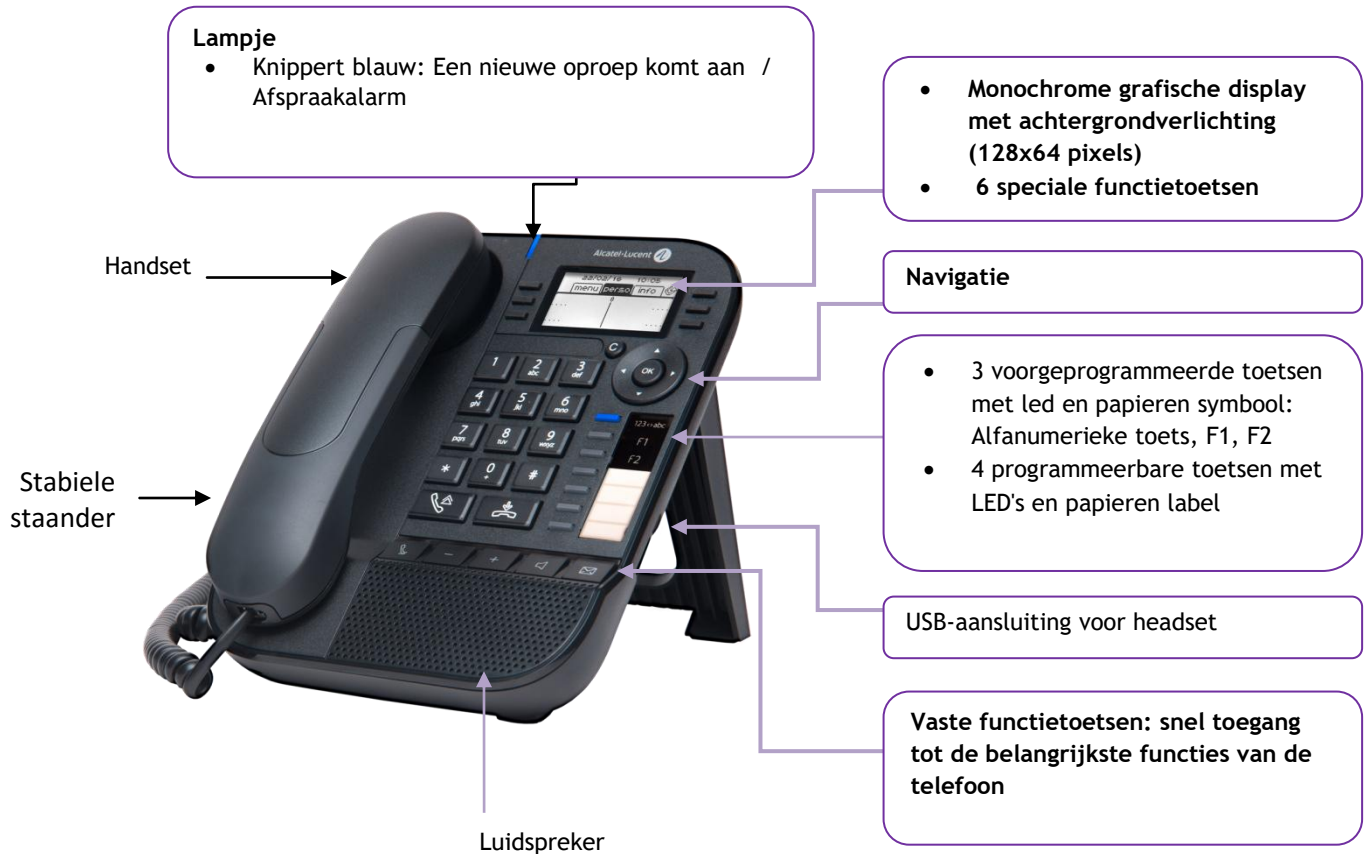 Lampje
• Knippert blauw: Een nieuwe oproep komt aan /
Afspraakalarm
• Monochrome grafische display
met achtergrondverlichting
(128x64 pixels)
• 6 speciale functietoetsen
Handset
Alcatel-Lucent
menu perso info
Navigatie
C
OK
1
2 abc
3 def
4 ghi
5 jkl
6 mno
7 pqrs
8 tuv
9 wxyz
*
0 +
#
123↔abc
F1
F2
• 3 voorgeprogrammeerde toetsen
met led en papieren symbool:
Alfanumerieke toets, F1, F2
• 4 programmeerbare toetsen met
LED's en papieren label
Stabiele
staander
− +
USB-aansluiting voor headset
Vaste functietoetsen: snel toegang
tot de belangrijkste functies van de
telefoon
Luidspreker